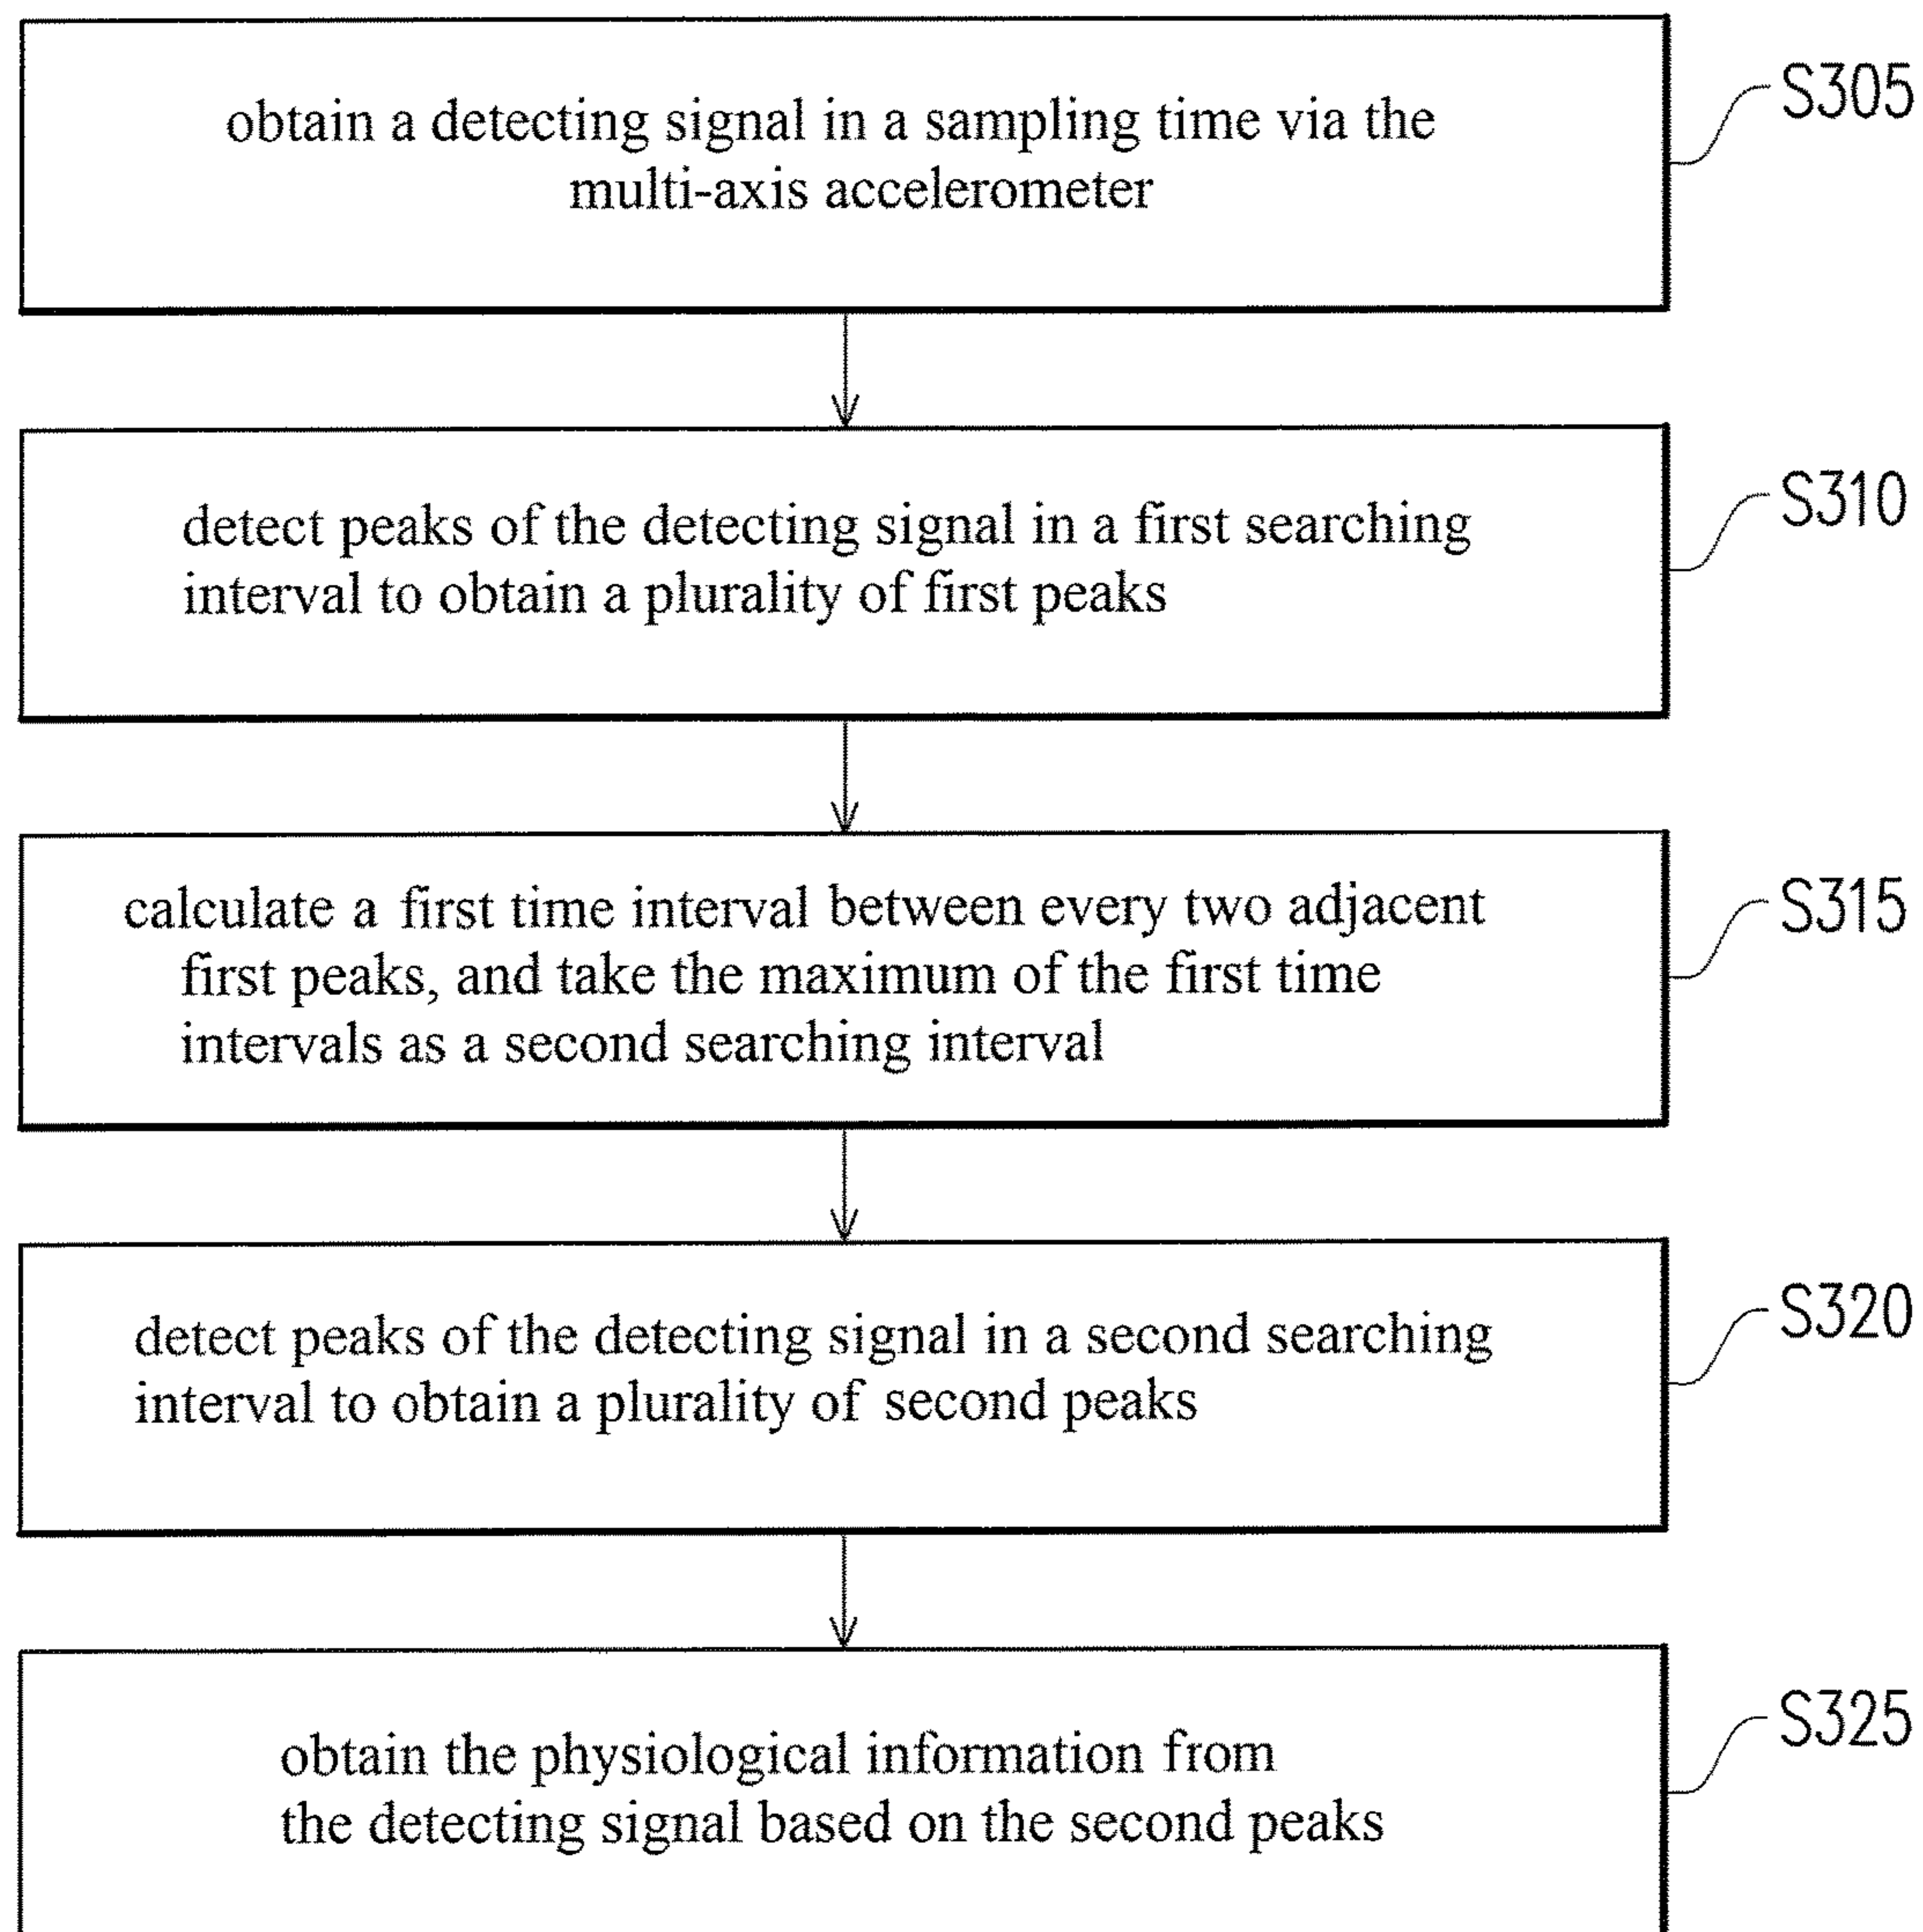 obtain a detecting signal in a sampling time via the
multi-axis accelerometer
S305
detect peaks of the detecting signal in a first searching
interval to obtain a plurality of first peaks
S310
calculate a first time interval between every two adjacent
first peaks, and take the maximum of the first time
intervals as a second searching interval
S315
detect peaks of the detecting signal in a second searching
interval to obtain a plurality of second peaks
S320
obtain the physiological information from
the detecting signal based on the second peaks
S325